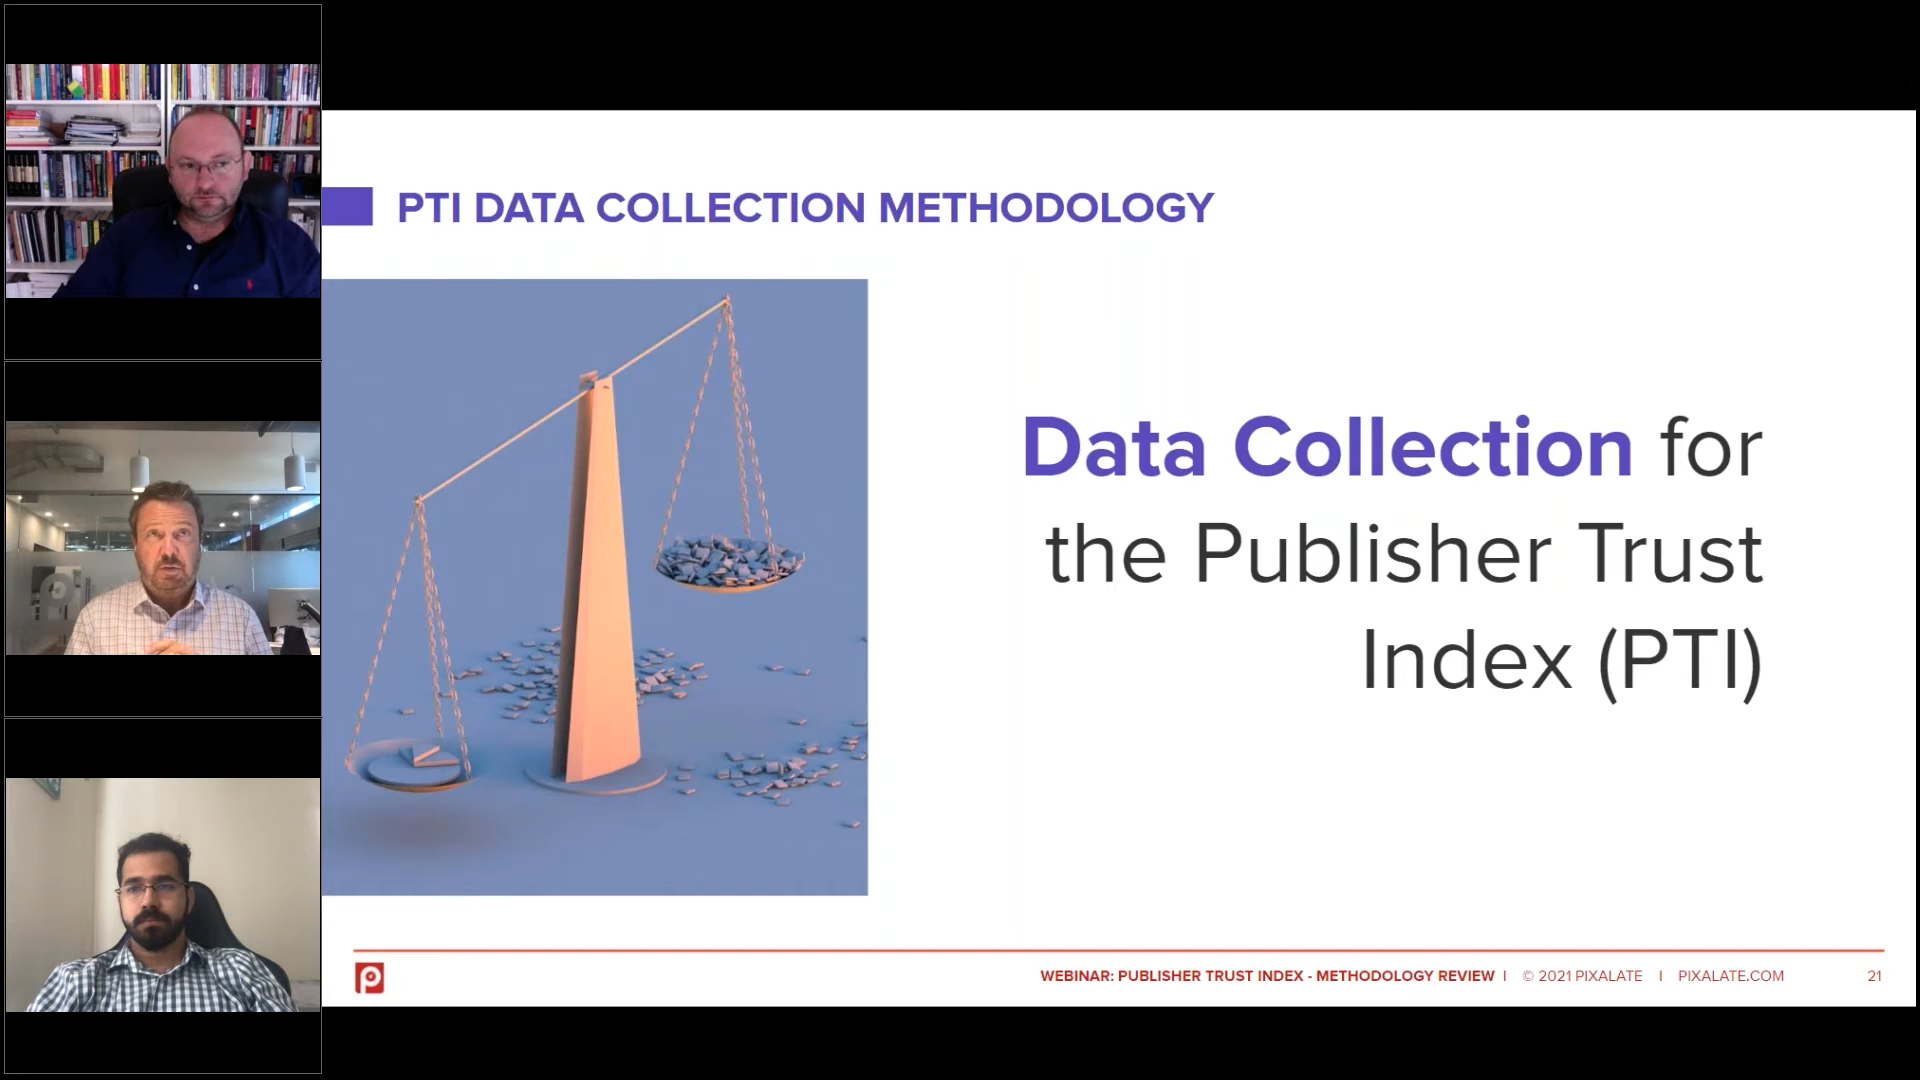 PTI DATA COLLECTION METHODOLOGY
Data Collection for
the Publisher Trust
Index (PTI)
WEBINAR: PUBLISHER TRUST INDEX - METHODOLOGY REVIEW I © 2021 PIXALATE I PIXALATE.COM 21